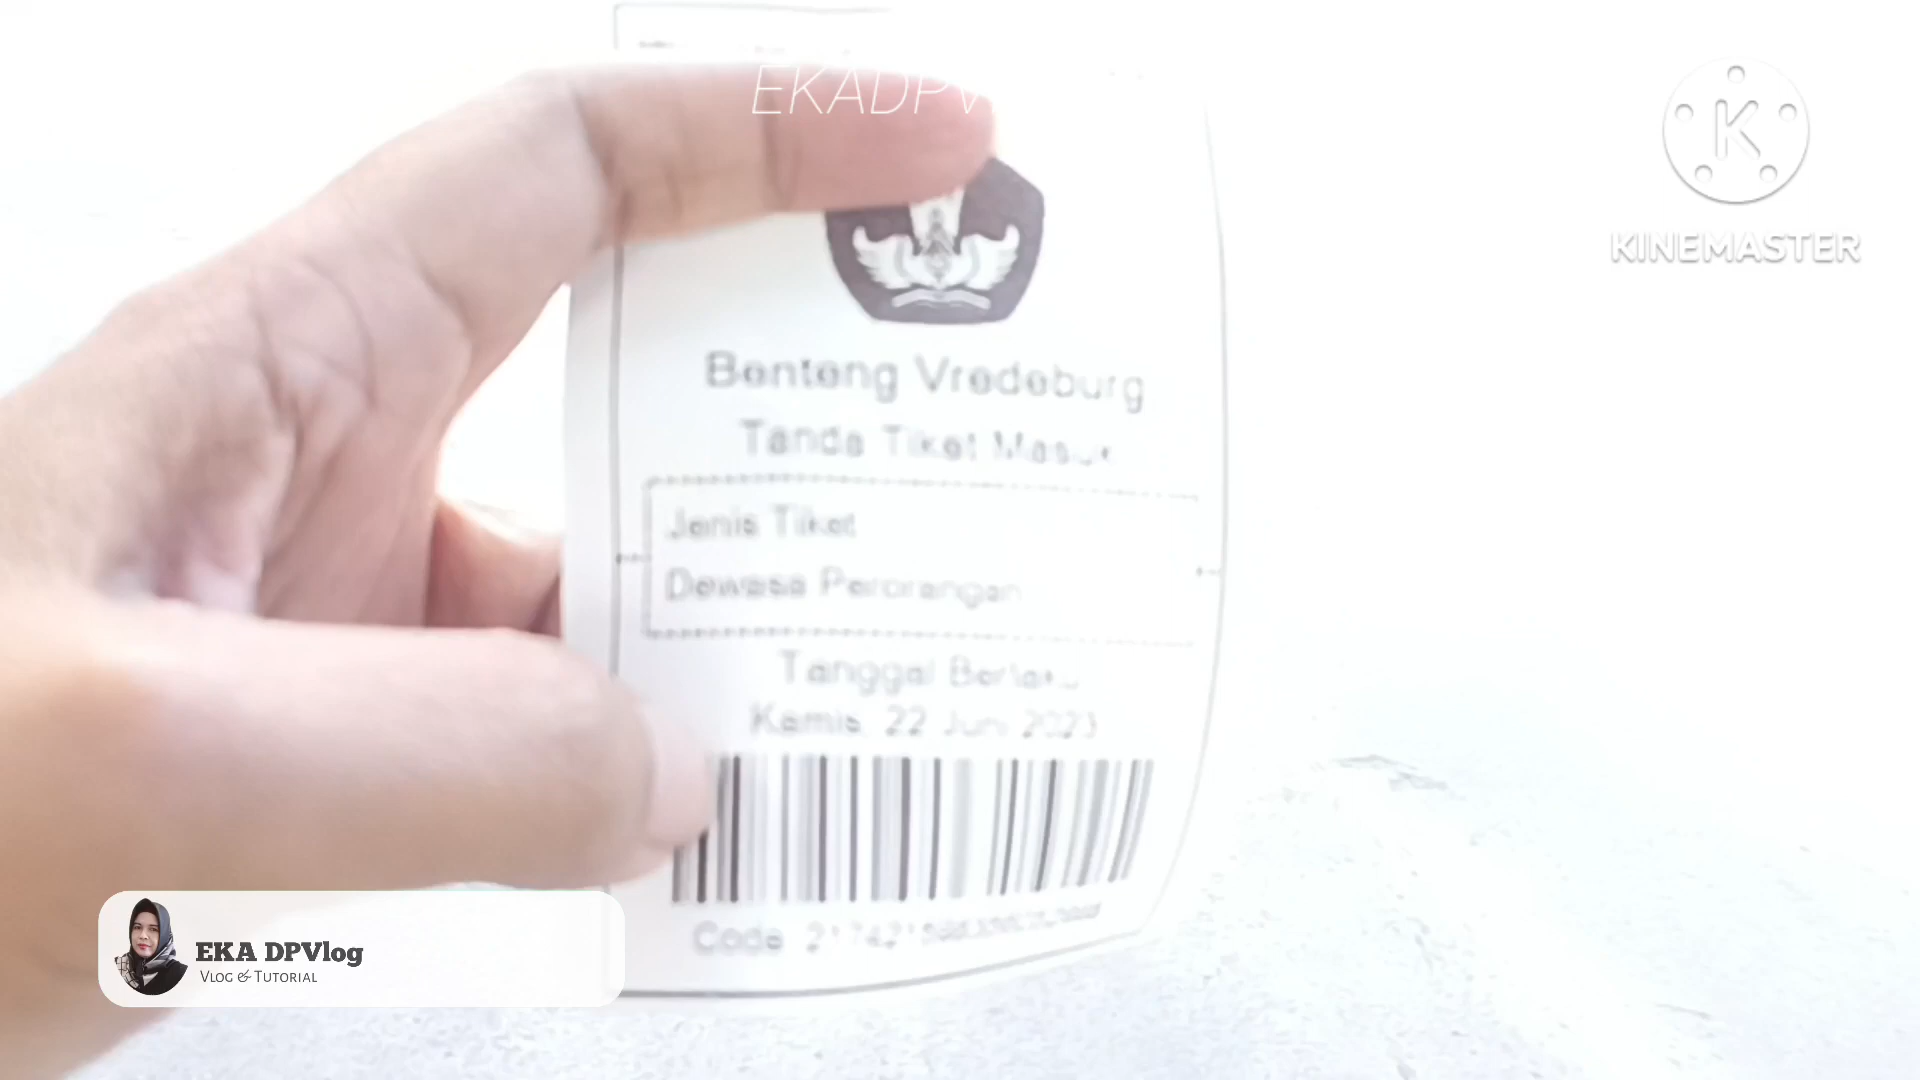 EKADPV
KINEMASTER
Benteng Vredeburg
Tanda Tiket Masuk
Jenis Tiket
Dewasa Perorangan
Tanggal Berlaku
Kamis, 22 Juni 2023
Code
EKA DPVlog
Vlog & Tutorial